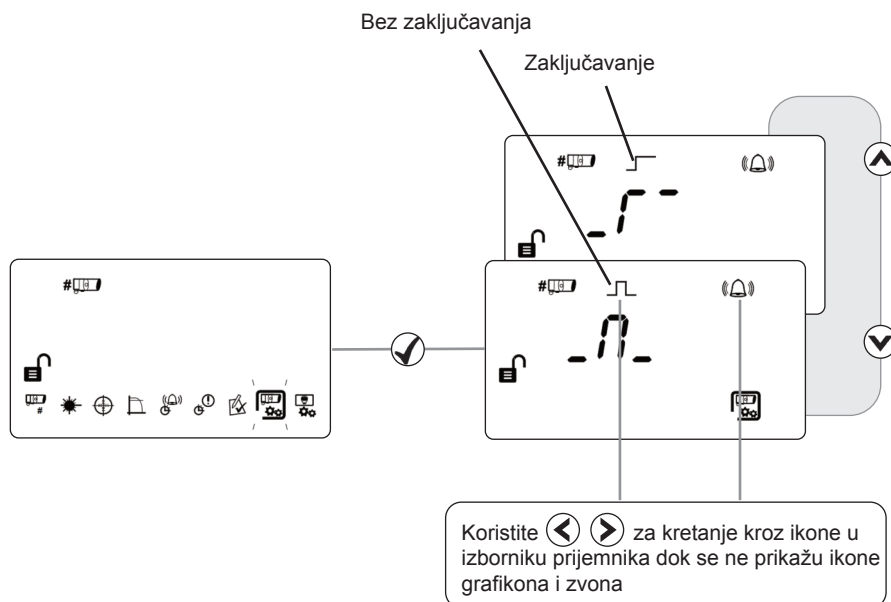 Bez zaključavanja
Zaključavanje
#
#
#
#
Koristite za kretanje kroz ikone u
izborniku prijemnika dok se ne prikažu ikone
grafikona i zvona